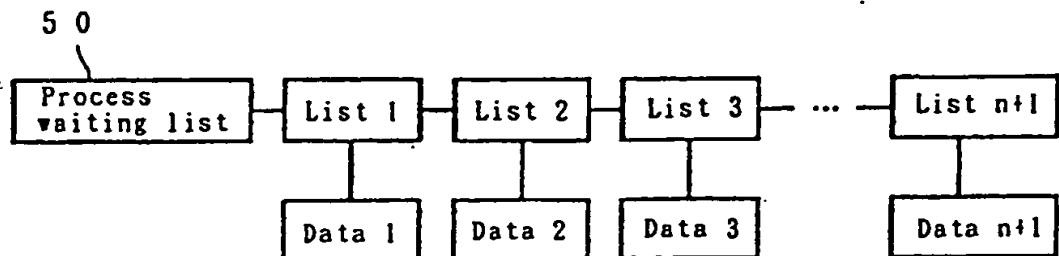 5 0
Process
waiting list
List 1
List 2
List 3
...
List n+1
Data 1
Data 2
Data 3
Data n+1